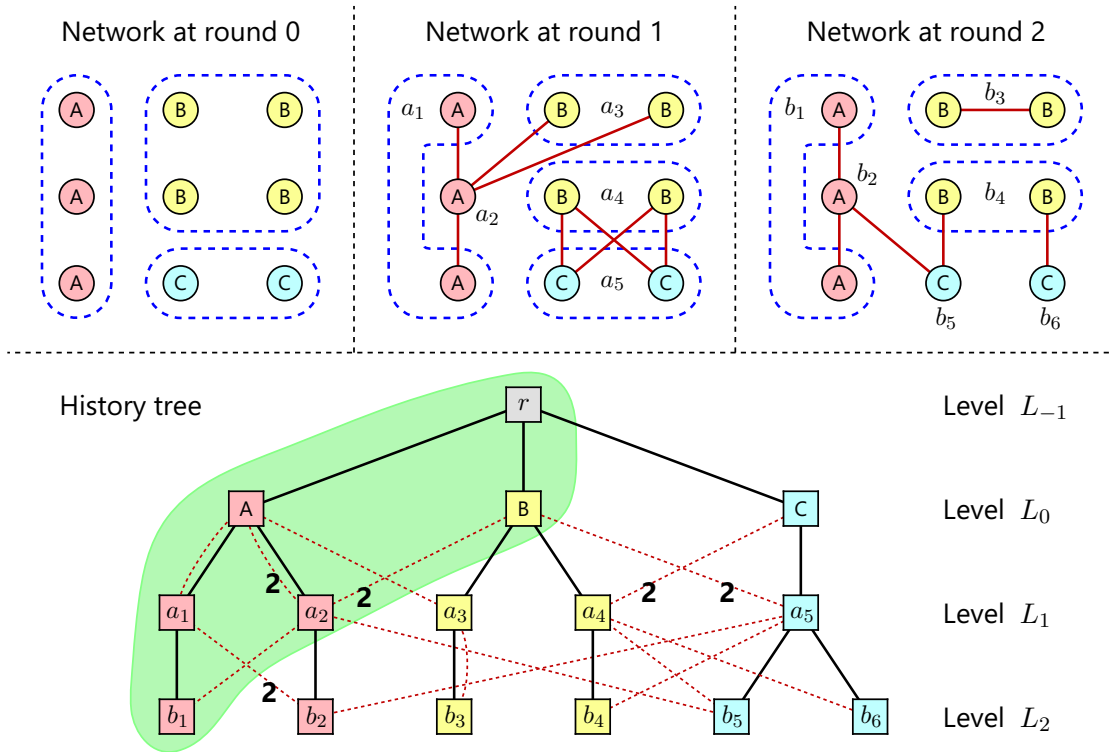 Network at round 0
Network at round 1
Network at round 2
A B B
A B B
A C C
a₁ A B a₃ B
A a₂ B a₄ B
A C a₅ C
b₁ A B b₃ B
A b₂ B b₄ B
A C C
b₅ b₆
History tree
r
Level L₋₁
A B C
Level L₀
2 2 2 2
a₁ a₂ a₃ a₄ a₅
Level L₁
2
b₁ b₂ b₃ b₄ b₅ b₆
Level L₂